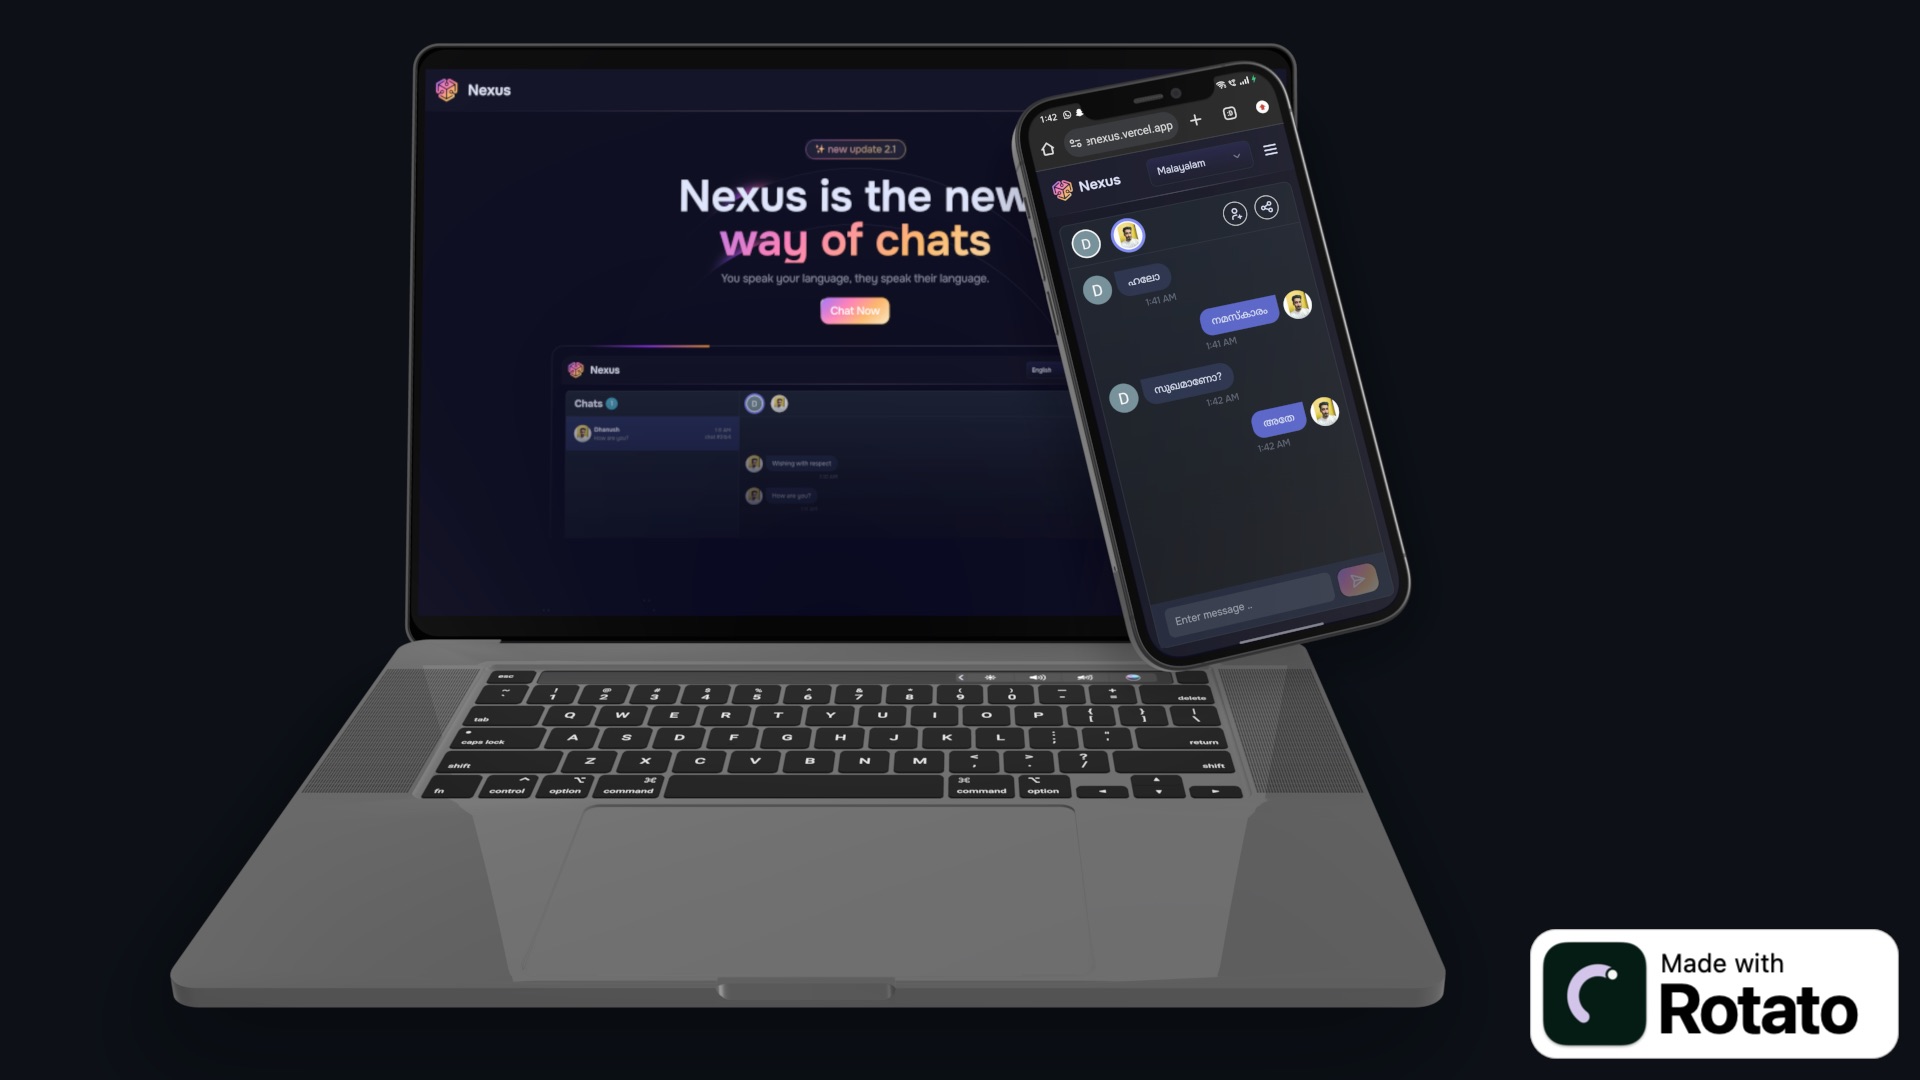 Nexus
new update 2.1
Nexus is the new
way of chats
You speak your language, they speak their language.
Chat Now
Nexus
English
Chats 1
Dhanush
How are you?
Wishing with respect
How are you?
1:42
enexus.vercel.app
Nexus
Malayalam
D
D
ഹലോ
1:41 AM
നമസ്കാരം
1:41 AM
D
സുഖമാണോ?
1:42 AM
അതേ
1:42 AM
Enter message ..
esc
~ ! @ # $ % ^ & * ( ) _ +
` 1 2 3 4 5 6 7 8 9 0 - = delete
tab Q W E R T Y U I O P { [ } ] | \
caps lock A S D F G H J K L : ; " ' return
shift Z X C V B N M < , > . ? / shift
fn control option command command option
Made with
Rotato